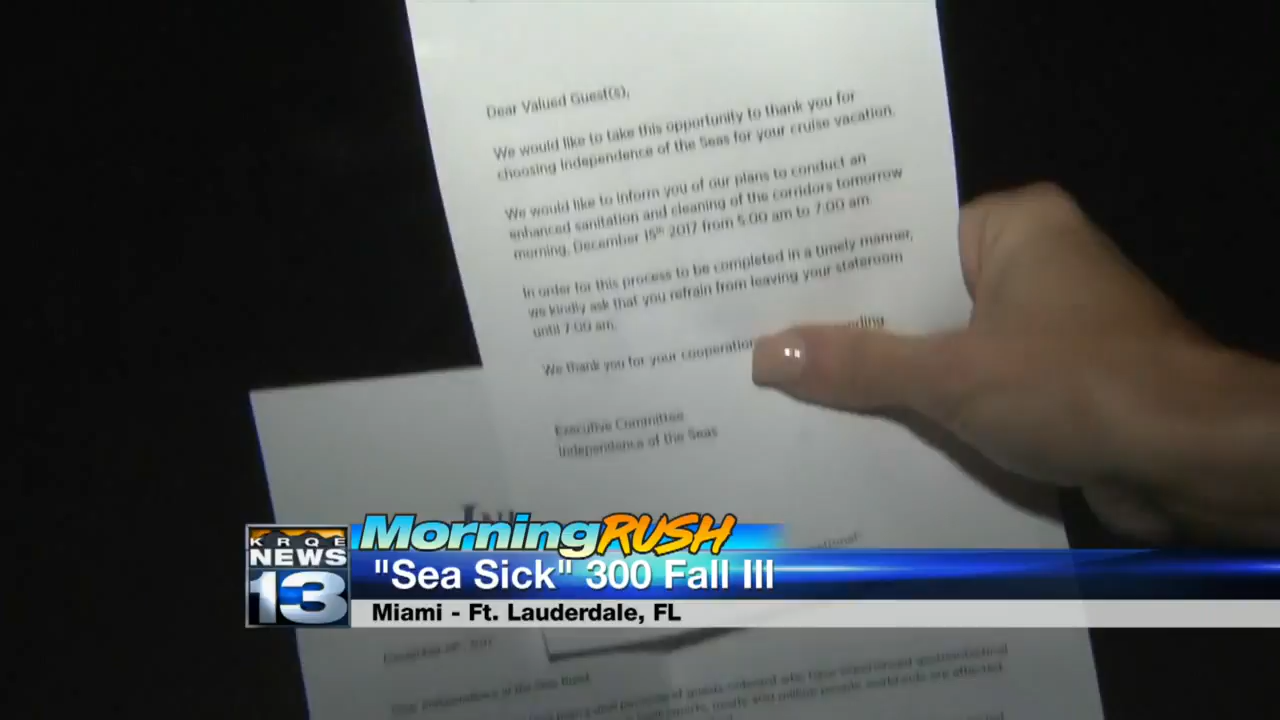 Dear Valued Guest(s),
We would like to take this opportunity to thank you for
choosing Independence of the Seas for your cruise vacation.
We would like to inform you of our plans to conduct an
enhanced sanitation and cleaning of the corridors tomorrow
morning, December 15th 2017 from 5:00 am to 7:00 am.
In order for this process to be completed in a timely manner,
we kindly ask that you refrain from leaving your stateroom
until 7:00 am.
We thank you for your cooperation
Executive Committee
Independence of the Seas
Morning RUSH
KRQE
NEWS
13
"Sea Sick" 300 Fall Ill
Miami - Ft. Lauderdale, FL